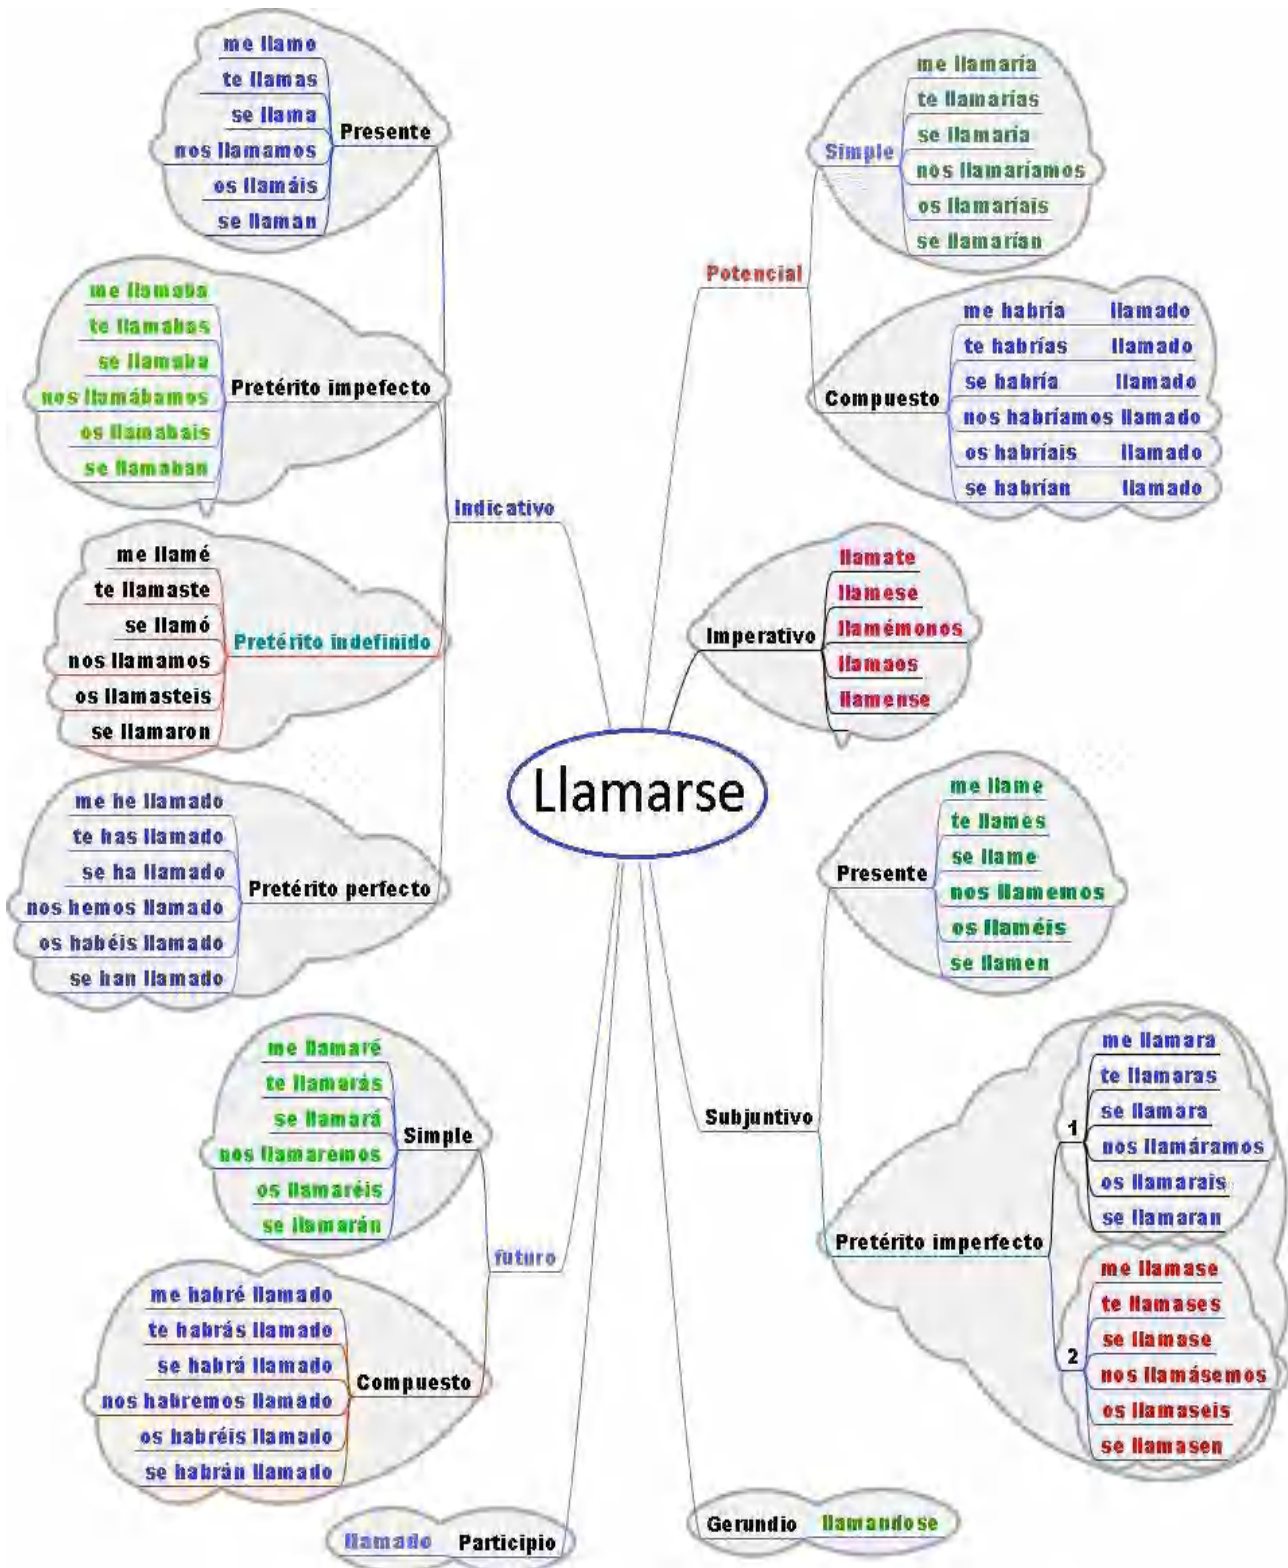 Llamarse
Indicativo
Presente
me llamo
te llamas
se llama
nos llamamos
os llamáis
se llaman
Pretérito impefecto
me llamaba
te llamabas
se llamaba
nos llamábamos
os llamabais
se llamaban
Pretérito indefinido
me llamé
te llamaste
se llamó
nos llamamos
os llamasteis
se llamaron
Pretérito perfecto
me he llamado
te has llamado
se ha llamado
nos hemos llamado
os habéis llamado
se han llamado
futuro
Simple
me llamaré
te llamarás
se llamará
nos llamaremos
os llamaréis
se llamarán
Compuesto
me habré llamado
te habrás llamado
se habrá llamado
nos habremos llamado
os habréis llamado
se habrán llamado
Participio
llamado
Potencial
Simple
me llamaría
te llamarías
se llamaría
nos llamaríamos
os llamaríais
se llamarían
Compuesto
me habría llamado
te habrías llamado
se habría llamado
nos habríamos llamado
os habríais llamado
se habrían llamado
Imperativo
llamate
llamese
llamémonos
llamaos
llamense
Subjuntivo
Presente
me llame
te llames
se llame
nos llamemos
os llaméis
se llamen
Pretérito imperfecto
1
me llamara
te llamaras
se llamara
nos llamáramos
os llamarais
se llamaran
2
me llamase
te llamases
se llamase
nos llamásemos
os llamaseis
se llamasen
Gerundio
llamandose